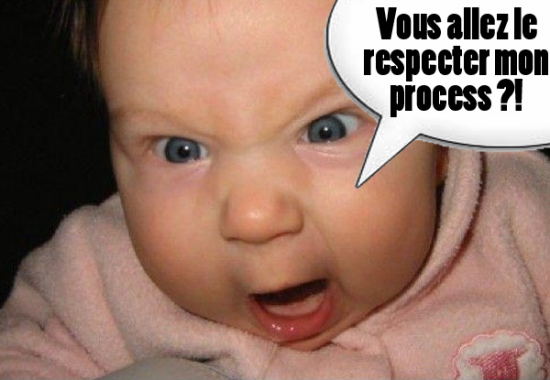 Vous allez le
respecter mon
process ?!